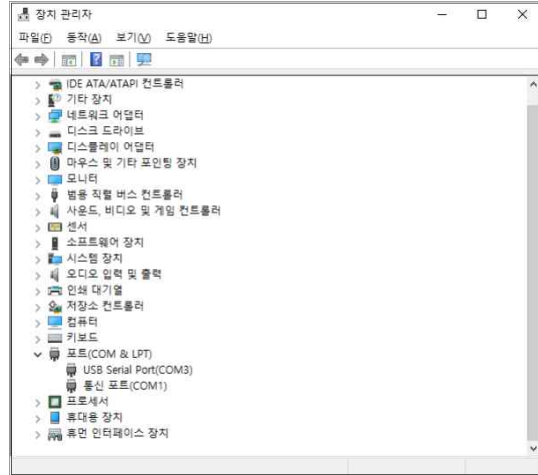 장치 관리자
파일(F) 동작(A) 보기(V) 도움말(H)
IDE ATA/ATAPI 컨트롤러
기타 장치
네트워크 어댑터
디스크 드라이브
디스플레이 어댑터
마우스 및 기타 포인팅 장치
모니터
범용 직렬 버스 컨트롤러
사운드, 비디오 및 게임 컨트롤러
센서
소프트웨어 장치
시스템 장치
오디오 입력 및 출력
인쇄 대기열
저장소 컨트롤러
컴퓨터
키보드
포트(COM & LPT)
USB Serial Port(COM3)
통신 포트(COM1)
프로세서
휴대용 장치
휴먼 인터페이스 장치